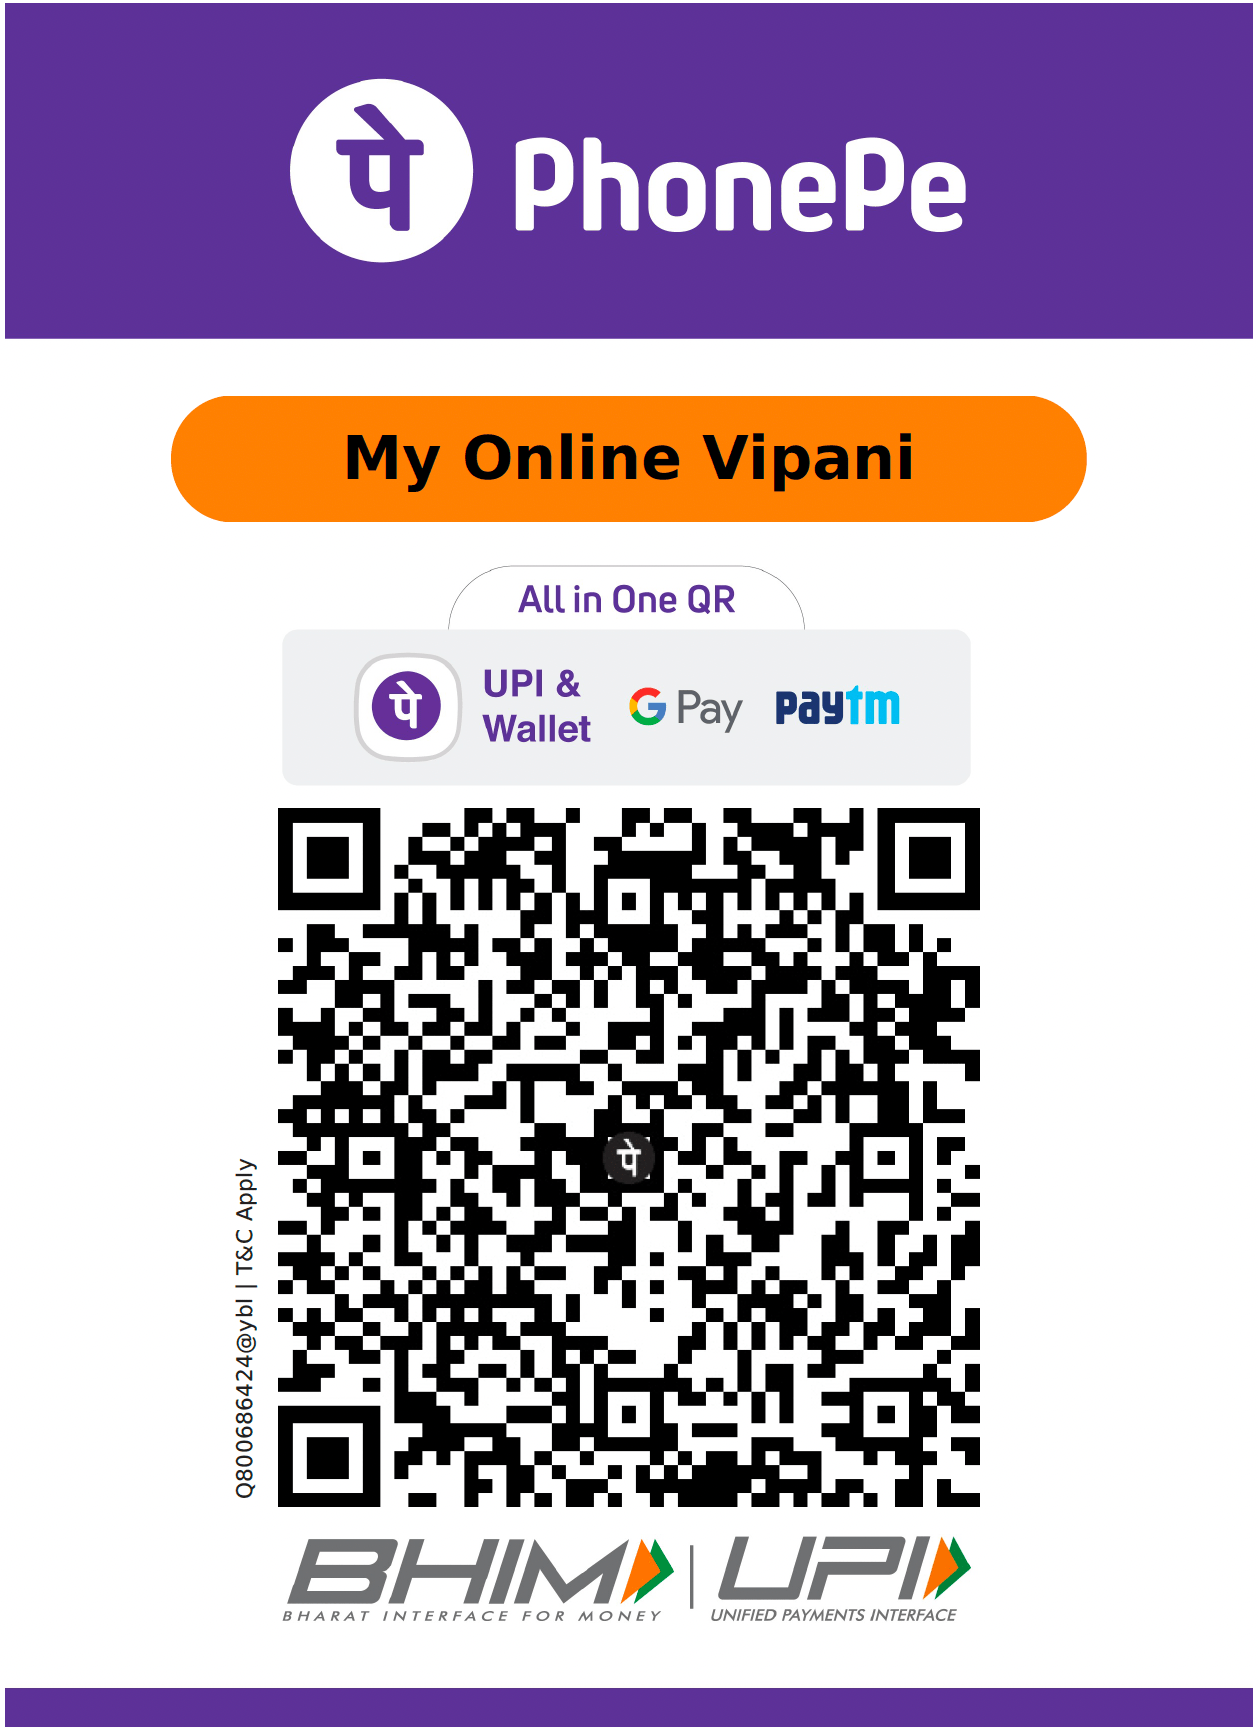 पे PhonePe
My Online Vipani
All in One QR
पे UPI &
Wallet
G Pay
paytm
पे
Q800686424@ybl | T&C Apply
BHIM
BHARAT INTERFACE FOR MONEY
UPI
UNIFIED PAYMENTS INTERFACE